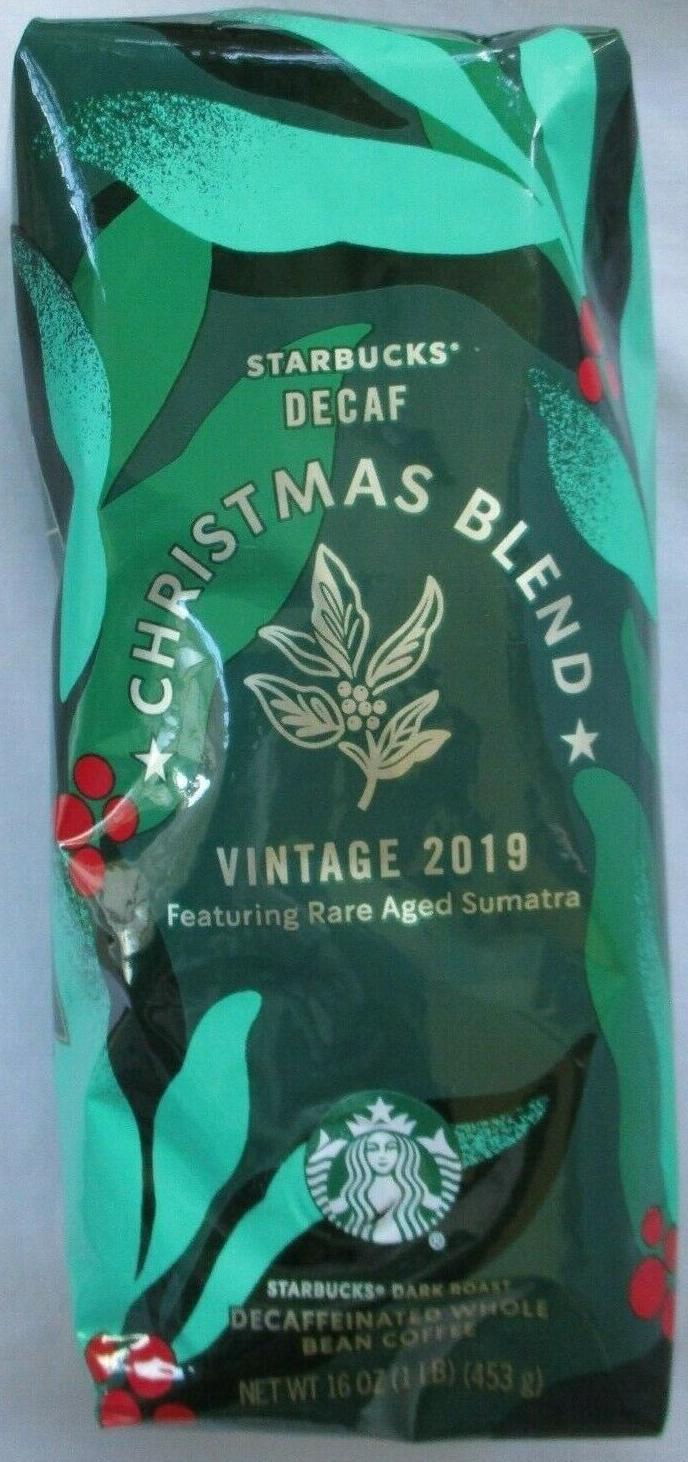 STARBUCKS®
DECAF
★ CHRISTMAS BLEND ★
VINTAGE 2019
Featuring Rare Aged Sumatra
®
STARBUCKS® DARK ROAST
DECAFFEINATED WHOLE
BEAN COFFEE
NET WT 16 OZ (1 LB) (453 g)